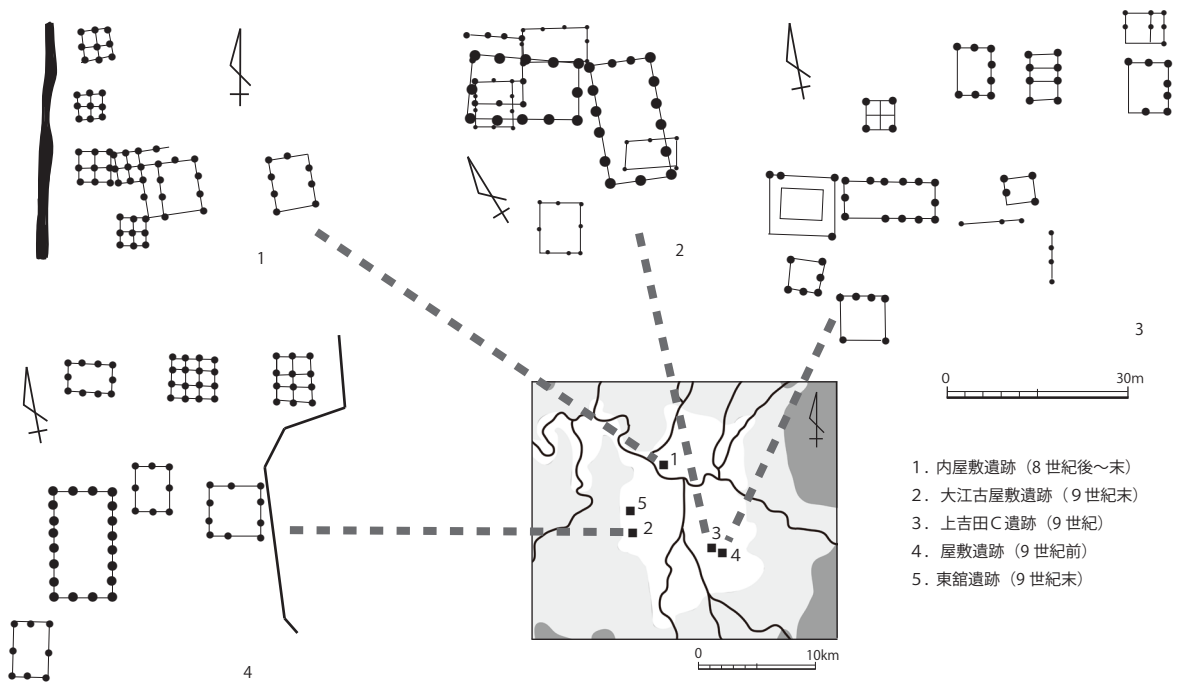 1
2
3
0 30m
1
5
2
3
4
1．内屋敷遺跡（8 世紀後～末）
2．大江古屋敷遺跡（９世紀末）
3．上吉田Ｃ遺跡（9 世紀）
4．屋敷遺跡（9 世紀前）
5．東舘遺跡（9 世紀末）
0 10km
4